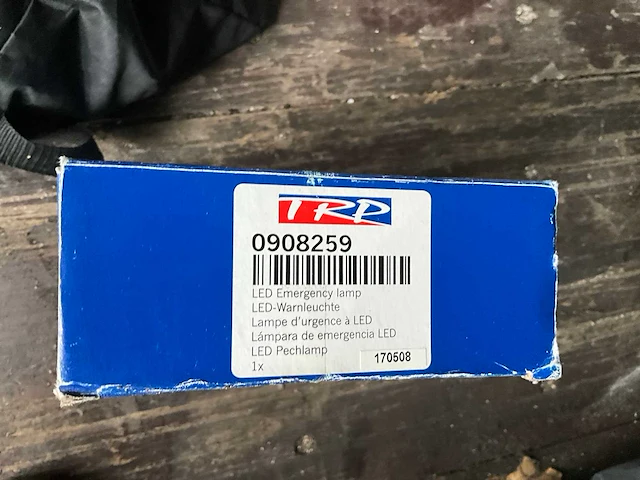 TRP
0908259
LED Emergency lamp
LED-Warnleuchte
Lampe d'urgence à LED
Lámpara de emergencia LED
LED Pechlamp
1x
170508